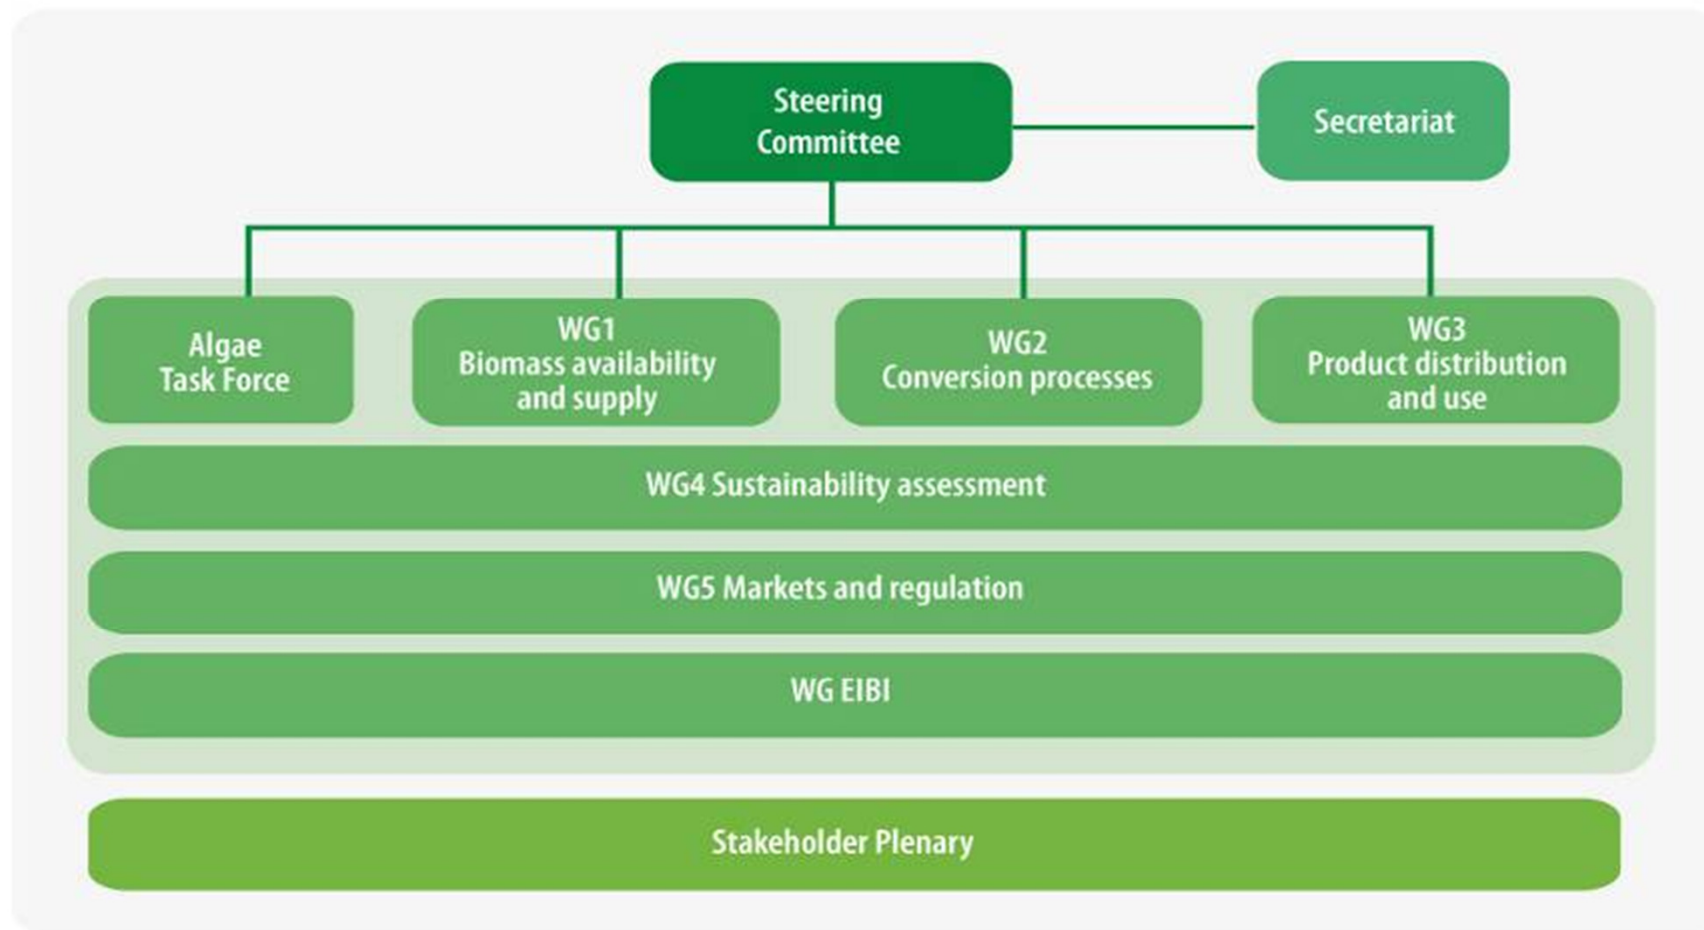 Steering
Committee
Secretariat
Algae
Task Force
WG1
Biomass availability
and supply
WG2
Conversion processes
WG3
Product distribution
and use
WG4 Sustainability assessment
WG5 Markets and regulation
WG EIBI
Stakeholder Plenary